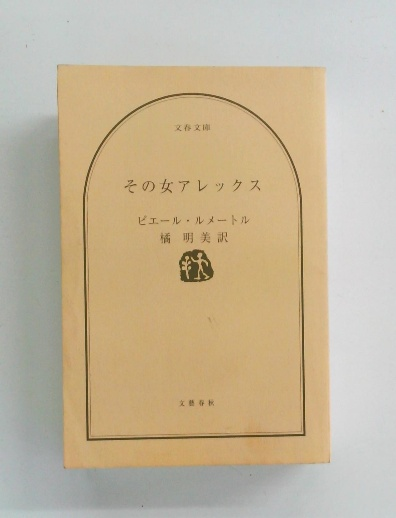 文春文庫
その女アレックス
ピエール・ルメートル
橘 明美訳
文藝春秋